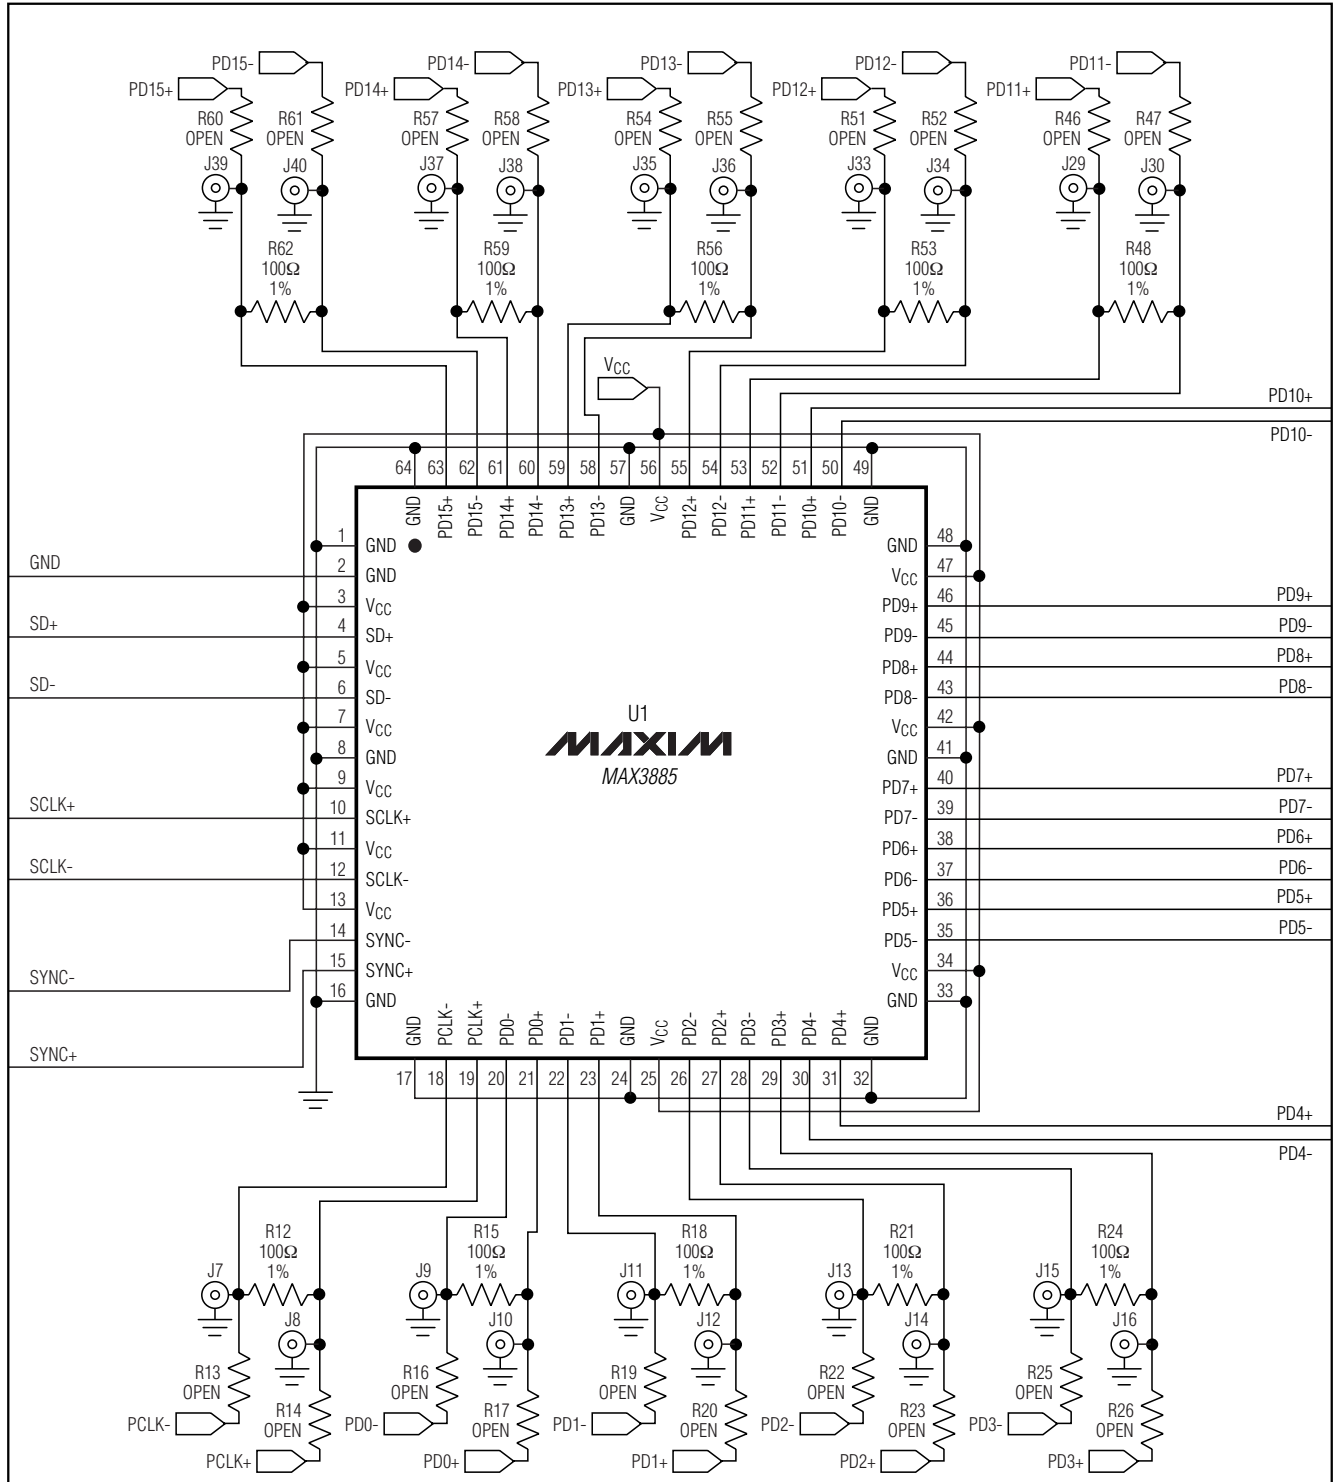 PD15- PD14- PD13- PD12- PD11-
PD15+ PD14+ PD13+ PD12+ PD11+
R60 R61 R57 R58 R54 R55 R51 R52 R46 R47
OPEN OPEN OPEN OPEN OPEN OPEN OPEN OPEN OPEN OPEN
J39 J40 J37 J38 J35 J36 J33 J34 J29 J30
R62 R59 R56 R53 R48
100Ω 100Ω 100Ω 100Ω 100Ω
1% 1% 1% 1% 1%
VCC
PD10+
PD10-
64 63 62 61 60 59 58 57 56 55 54 53 52 51 50 49
GND PD15+ PD15- PD14+ PD14- PD13+ PD13- GND VCC PD12+ PD12- PD11+ PD11- PD10+ PD10- GND
1 GND GND 48
GND 2 GND VCC 47
3 VCC PD9+ 46 PD9+
SD+ 4 SD+ PD9- 45 PD9-
5 VCC PD8+ 44 PD8+
SD- 6 SD- PD8- 43 PD8-
U1
7 VCC VCC 42
MAXIM
8 GND GND 41
MAX3885
9 VCC PD7+ 40 PD7+
SCLK+ 10 SCLK+ PD7- 39 PD7-
11 VCC PD6+ 38 PD6+
SCLK- 12 SCLK- PD6- 37 PD6-
13 VCC PD5+ 36 PD5+
14 SYNC- PD5- 35 PD5-
SYNC- 15 SYNC+ VCC 34
16 GND GND 33
GND PCLK- PCLK+ PD0- PD0+ PD1- PD1+ GND VCC PD2- PD2+ PD3- PD3+ PD4- PD4+ GND
SYNC+
17 18 19 20 21 22 23 24 25 26 27 28 29 30 31 32
PD4+
PD4-
R12 R15 R18 R21 R24
100Ω 100Ω 100Ω 100Ω 100Ω
J7 1% J9 1% J11 1% J13 1% J15 1%
J8 J10 J12 J14 J16
R13 R16 R19 R22 R25
OPEN OPEN OPEN OPEN OPEN
R14 R17 R20 R23 R26
OPEN OPEN OPEN OPEN OPEN
PCLK- PD0- PD1- PD2- PD3-
PCLK+ PD0+ PD1+ PD2+ PD3+